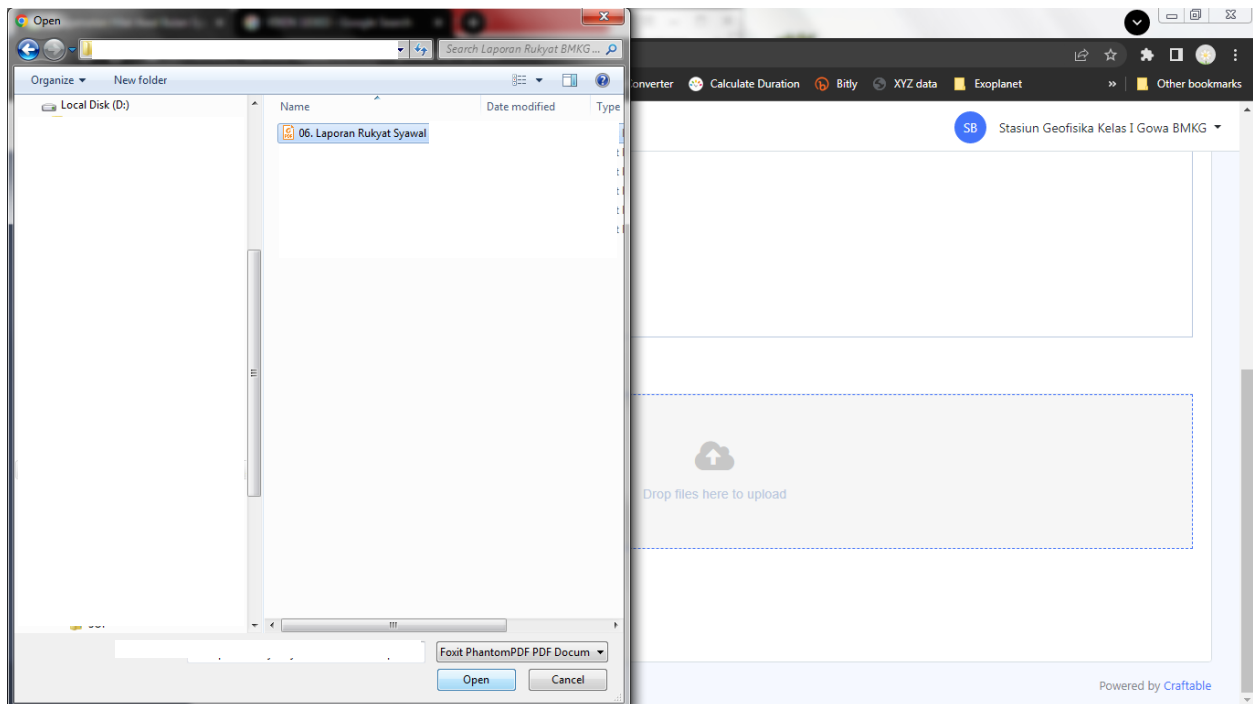 Open
Search Laporan Rukyat BMKG ...
Organize
New folder
Local Disk (D:)
Name
Date modified
Type
06. Laporan Rukyat Syawal
Foxit PhantomPDF PDF Docum
Open
Cancel
Calculate Duration
Bitly
XYZ data
Exoplanet
»
Other bookmarks
SB
Stasiun Geofisika Kelas I Gowa BMKG
Drop files here to upload
Powered by Craftable